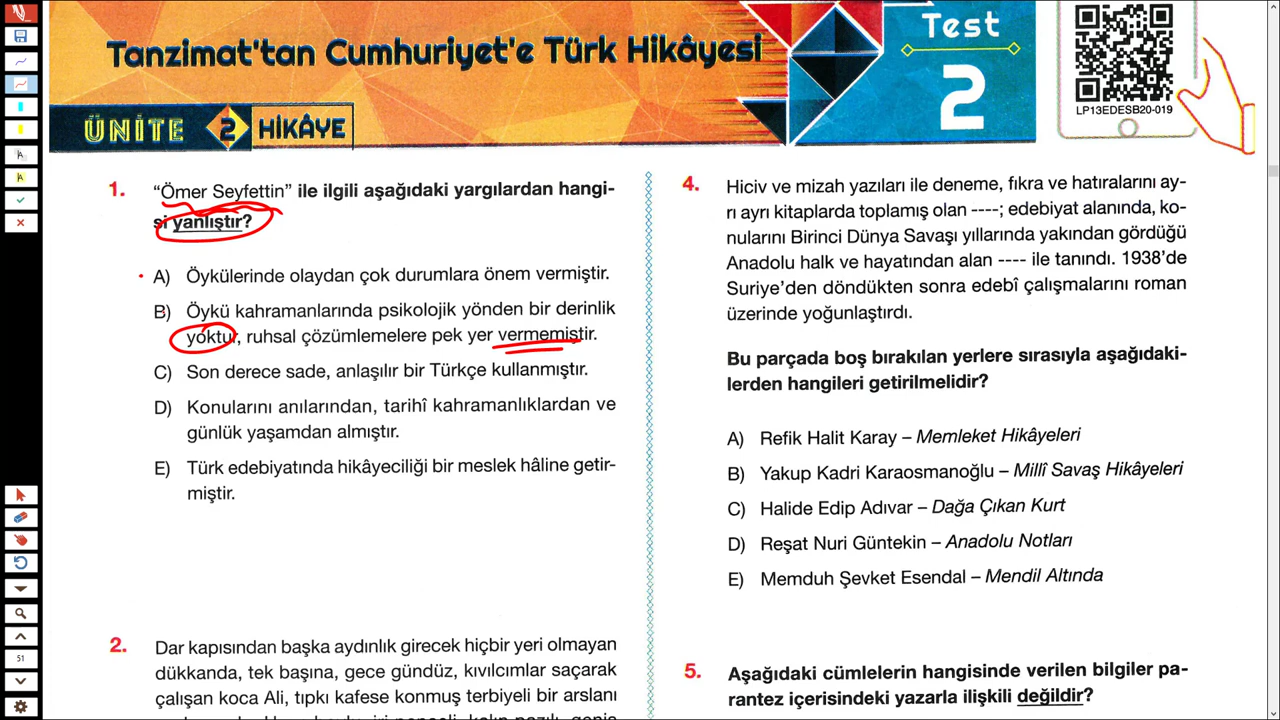 Tanzimat'tan Cumhuriyet'e Türk Hikâyesi
Test
2
ÜNİTE 2 HİKÂYE
LP13EDESB20-019
1. "Ömer Seyfettin" ile ilgili aşağıdaki yargılardan hangi-
si yanlıştır?
A) Öykülerinde olaydan çok durumlara önem vermiştir.
B) Öykü kahramanlarında psikolojik yönden bir derinlik
yoktur, ruhsal çözümlemelere pek yer vermemiştir.
C) Son derece sade, anlaşılır bir Türkçe kullanmıştır.
D) Konularını anılarından, tarihî kahramanlıklardan ve
günlük yaşamdan almıştır.
E) Türk edebiyatında hikâyeciliği bir meslek hâline getir-
miştir.
2. Dar kapısından başka aydınlık girecek hiçbir yeri olmayan
dükkanda, tek başına, gece gündüz, kıvılcımlar saçarak
çalışan koca Ali, tıpkı kafese konmuş terbiyeli bir arslanı
4. Hiciv ve mizah yazıları ile deneme, fıkra ve hatıralarını ay-
rı ayrı kitaplarda toplamış olan ----; edebiyat alanında, ko-
nularını Birinci Dünya Savaşı yıllarında yakından gördüğü
Anadolu halk ve hayatından alan ---- ile tanındı. 1938'de
Suriye'den döndükten sonra edebî çalışmalarını roman
üzerinde yoğunlaştırdı.
Bu parçada boş bırakılan yerlere sırasıyla aşağıdaki-
lerden hangileri getirilmelidir?
A) Refik Halit Karay – Memleket Hikâyeleri
B) Yakup Kadri Karaosmanoğlu – Millî Savaş Hikâyeleri
C) Halide Edip Adıvar – Dağa Çıkan Kurt
D) Reşat Nuri Güntekin – Anadolu Notları
E) Memduh Şevket Esendal – Mendil Altında
5. Aşağıdaki cümlelerin hangisinde verilen bilgiler pa-
rantez içerisindeki yazarla ilişkili değildir?
51